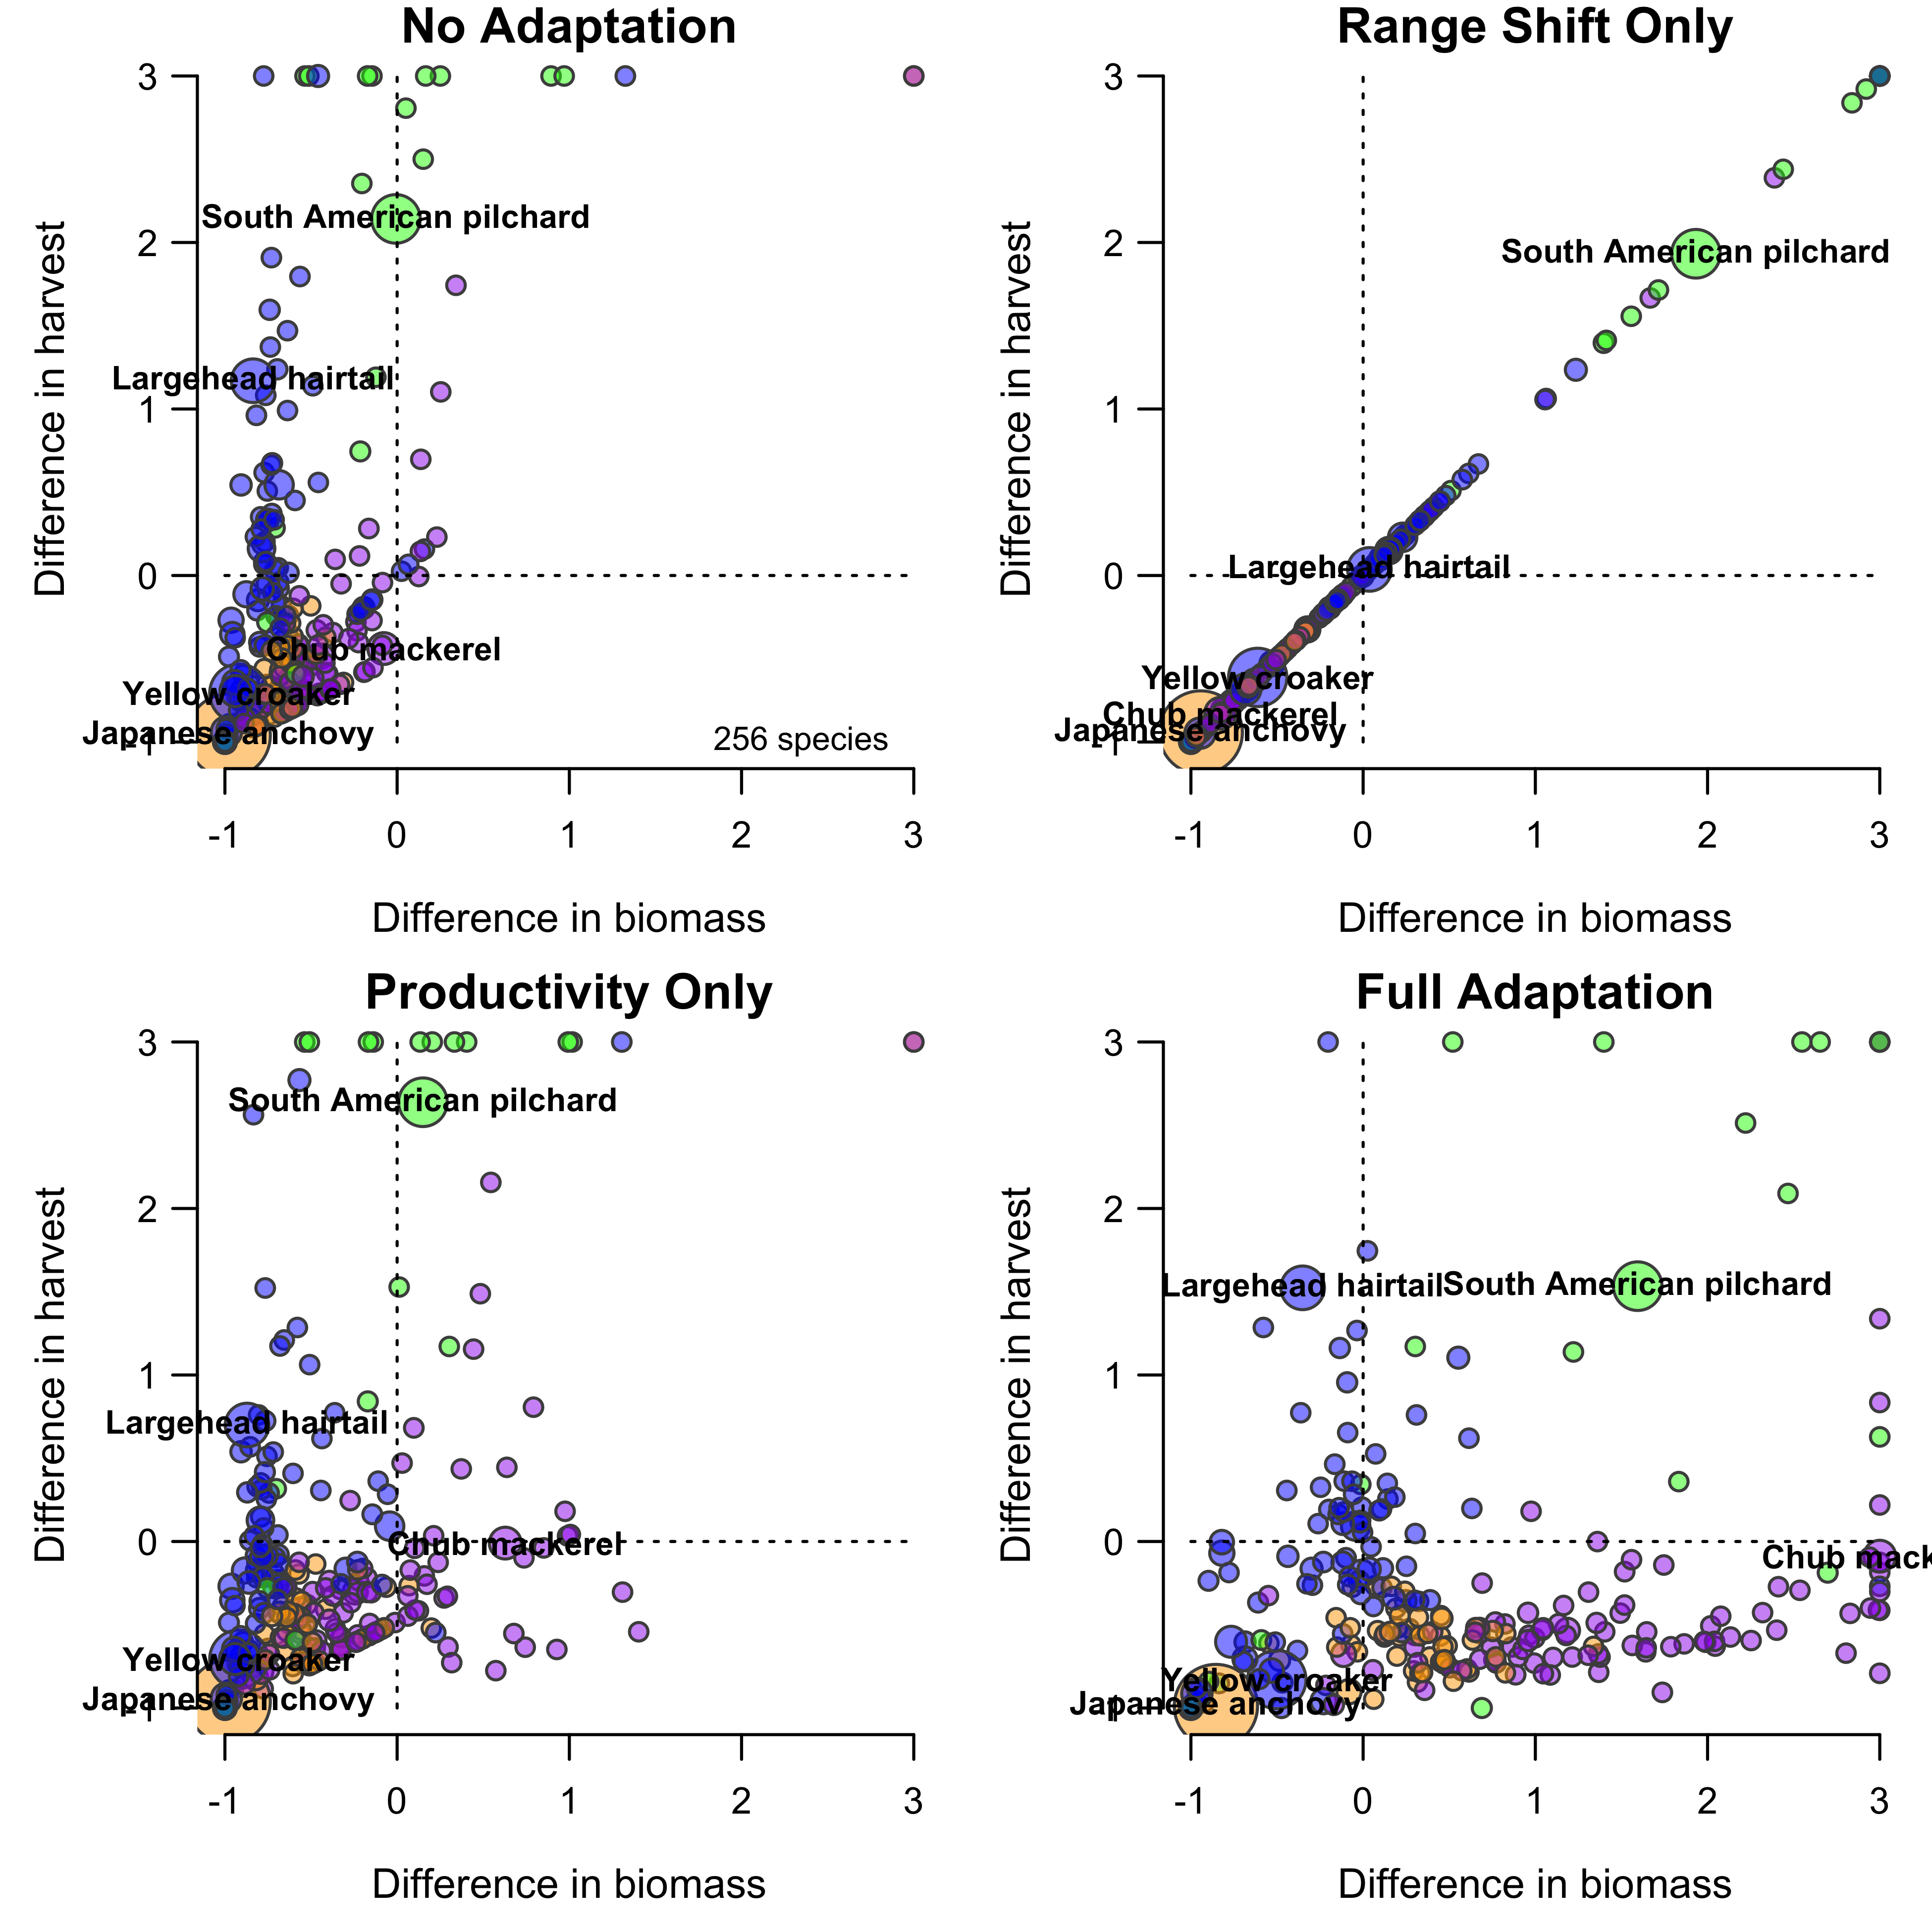 No Adaptation
3
2
1
0
-1
Difference in harvest
South American pilchard
Largehead hairtail
Chub mackerel
Yellow croaker
Japanese anchovy
256 species
-1 0 1 2 3
Difference in biomass
Range Shift Only
3
2
1
0
-1
Difference in harvest
South American pilchard
Largehead hairtail
Yellow croaker
Chub mackerel
Japanese anchovy
-1 0 1 2 3
Difference in biomass
Productivity Only
3
2
1
0
-1
Difference in harvest
South American pilchard
Largehead hairtail
Chub mackerel
Yellow croaker
Japanese anchovy
-1 0 1 2 3
Difference in biomass
Full Adaptation
3
2
1
0
-1
Difference in harvest
Largehead hairtail
South American pilchard
Chub mack
Yellow croaker
Japanese anchovy
-1 0 1 2 3
Difference in biomass